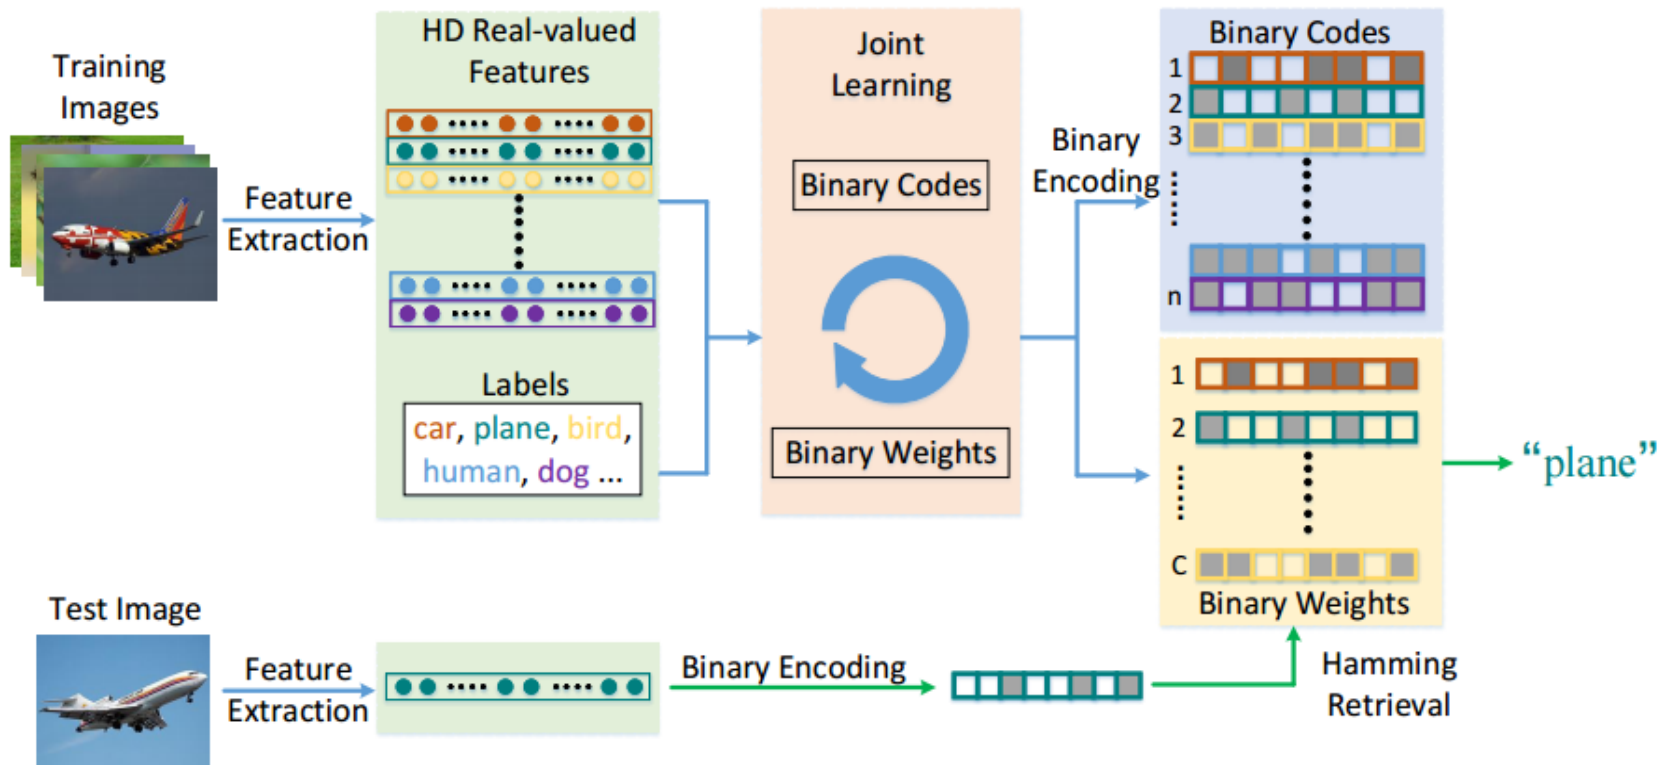 Training
Images
Feature
Extraction
HD Real-valued
Features
Labels
car, plane, bird,
human, dog ...
Joint
Learning
Binary Codes
Binary Weights
Binary
Encoding
Binary Codes
1
2
3
n
1
2
C
Binary Weights
“plane”
Test Image
Feature
Extraction
Binary Encoding
Hamming
Retrieval